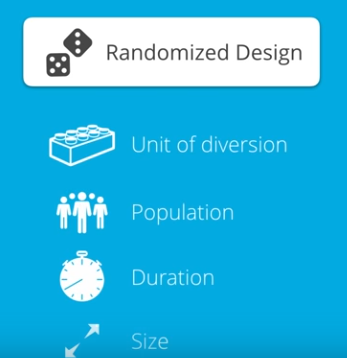 Randomized Design
Unit of diversion
Population
Duration
Size